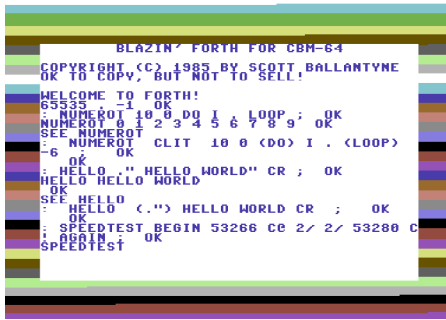 BLAZIN' FORTH FOR CBM-64
COPYRIGHT (C) 1985 BY SCOTT BALLANTYNE
OK TO COPY, BUT NOT TO SELL!
WELCOME TO FORTH!
65535 . -1  OK
: NUMEROT 10 0 DO I . LOOP ;  OK
NUMEROT 0 1 2 3 4 5 6 7 8 9  OK
SEE NUMEROT
:  NUMEROT  CLIT  10 0 (DO) I . (LOOP)
-6  ;   OK
OK
: HELLO ." HELLO WORLD" CR ;  OK
HELLO HELLO WORLD
OK
SEE HELLO
:  HELLO  (.") HELLO WORLD CR  ;   OK
OK
: SPEEDTEST BEGIN 53266 C@ 2/ 2/ 53280 C
! AGAIN ;  OK
SPEEDTEST